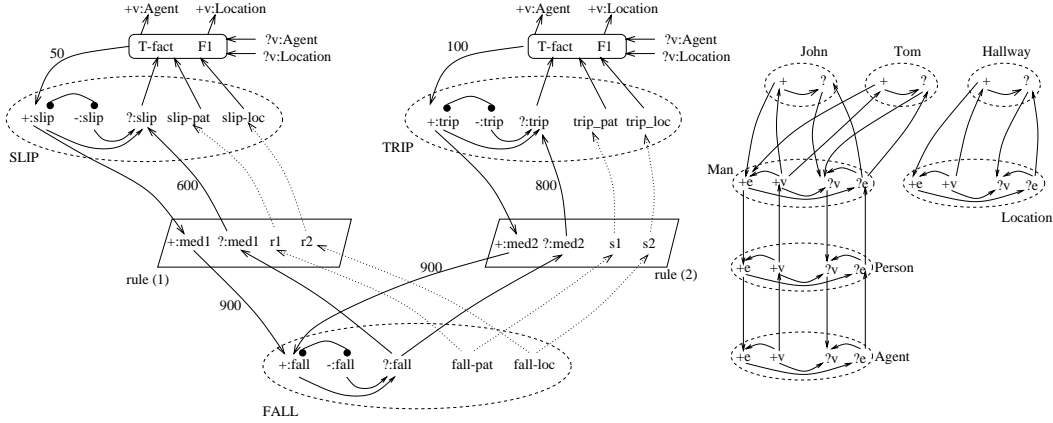 +v:Agent +v:Location
T-fact F1
?v:Agent
?v:Location
50
+:slip -:slip ?:slip slip-pat slip-loc
SLIP
600
+:med1 ?:med1 r1 r2
rule (1)
900
+v:Agent +v:Location
T-fact F1
?v:Agent
?v:Location
100
+:trip -:trip ?:trip trip_pat trip_loc
TRIP
800
+:med2 ?:med2 s1 s2
rule (2)
900
+:fall -:fall ?:fall fall-pat fall-loc
FALL
John Tom Hallway
+ ? + ? + ?
Man
+e +v ?v ?e
+e +v ?v ?e
Location
+e +v ?v ?e
Person
+e +v ?v ?e
Agent